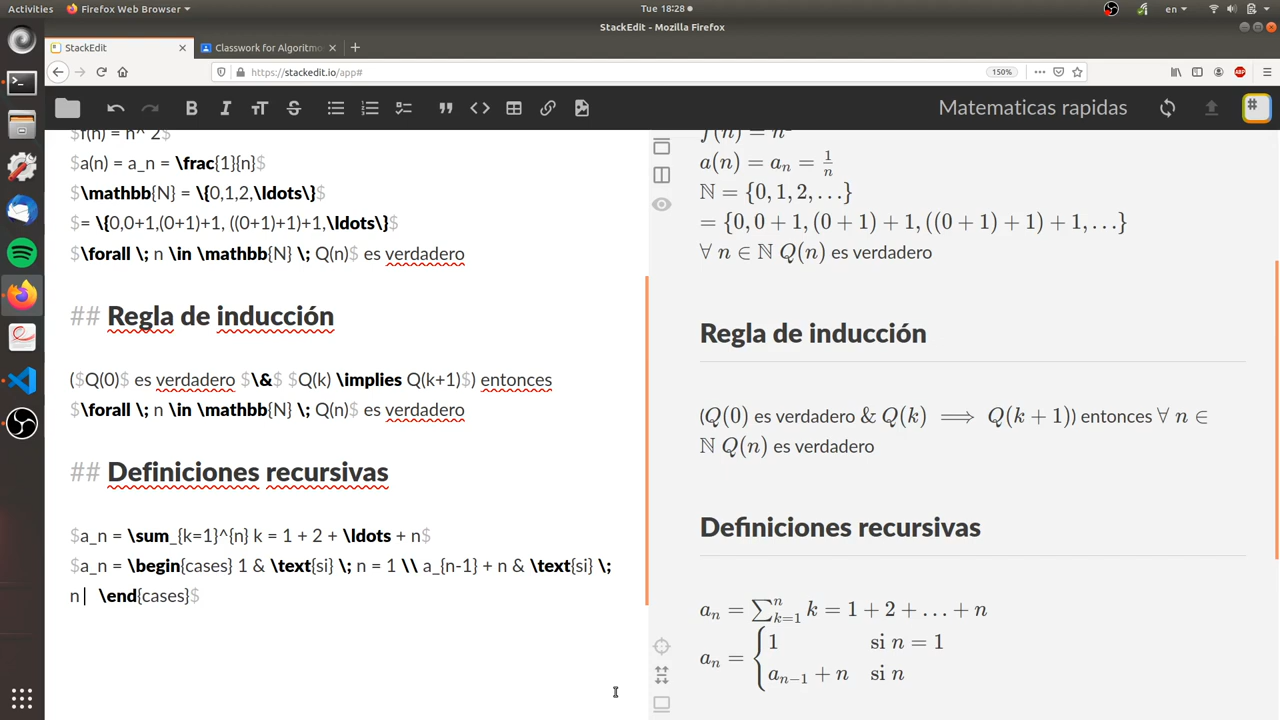 Activities Firefox Web Browser Tue 18:28 en
StackEdit - Mozilla Firefox
StackEdit Classwork for Algoritmo
https://stackedit.io/app# 150%
Matematicas rapidas
$f(n) = n^ 2$
$a(n) = a_n = \frac{1}{n}$
$\mathbb{N} = \{0,1,2,\ldots\}$
$= \{0,0+1,(0+1)+1, ((0+1)+1)+1,\ldots\}$
$\forall \; n \in \mathbb{N} \; Q(n)$ es verdadero
## Regla de inducción
($Q(0)$ es verdadero $\&$ $Q(k) \implies Q(k+1)$) entonces
$\forall \; n \in \mathbb{N} \; Q(n)$ es verdadero
## Definiciones recursivas
$a_n = \sum_{k=1}^{n} k = 1 + 2 + \ldots + n$
$a_n = \begin{cases} 1 & \text{si} \; n = 1 \\ a_{n-1} + n & \text{si} \;
n \end{cases}$
f(n) = n²
a(n) = aₙ = 1/n
ℕ = {0, 1, 2, …}
= {0, 0 + 1, (0 + 1) + 1, ((0 + 1) + 1) + 1, …}
∀ n ∈ ℕ Q(n) es verdadero
Regla de inducción
(Q(0) es verdadero & Q(k) ⟹ Q(k + 1)) entonces ∀ n ∈
ℕ Q(n) es verdadero
Definiciones recursivas
aₙ = ∑ₖ₌₁ⁿ k = 1 + 2 + … + n
aₙ = { 1 si n = 1
aₙ₋₁ + n si n